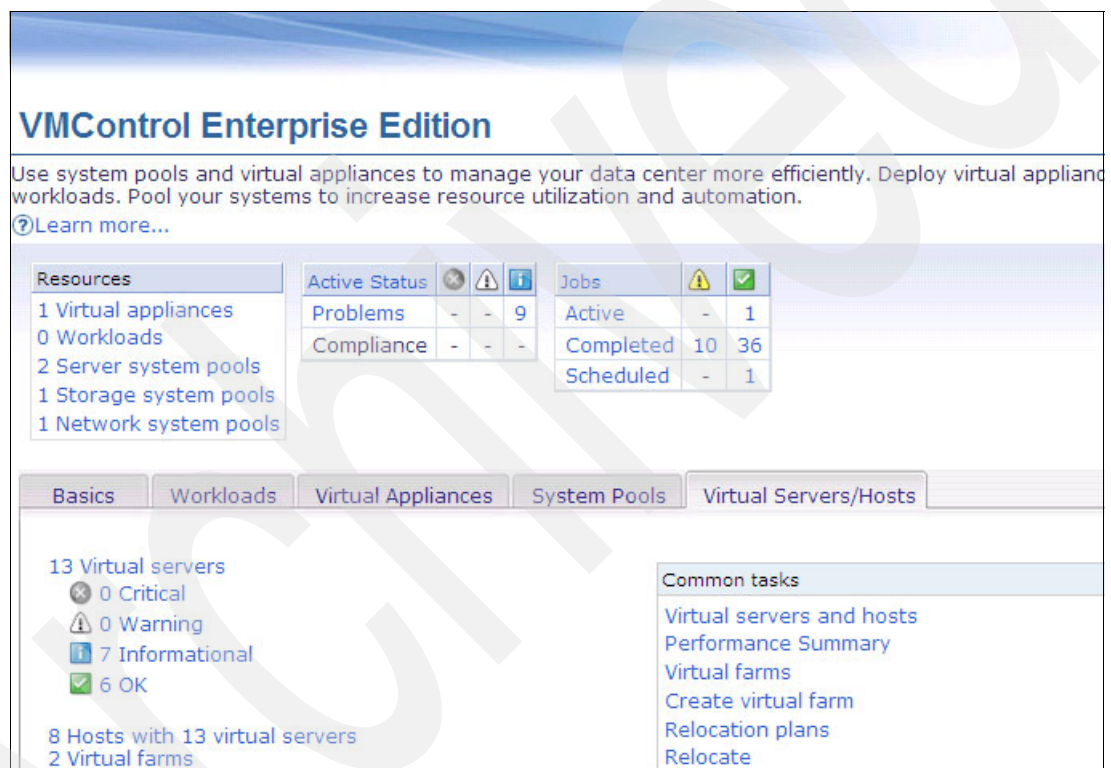 VMControl Enterprise Edition
Use system pools and virtual appliances to manage your data center more efficiently. Deploy virtual
workloads. Pool your systems to increase resource utilization and automation.
Learn more...
Resources
1 Virtual appliances
0 Workloads
2 Server system pools
1 Storage system pools
1 Network system pools
Active Status
Problems - - 9
Compliance - - -
Jobs
Active - 1
Completed 10 36
Scheduled - 1
Basics Workloads Virtual Appliances System Pools Virtual Servers/Hosts
13 Virtual servers
0 Critical
0 Warning
7 Informational
6 OK
8 Hosts with 13 virtual servers
2 Virtual farms
Common tasks
Virtual servers and hosts
Performance Summary
Virtual farms
Create virtual farm
Relocation plans
Relocate